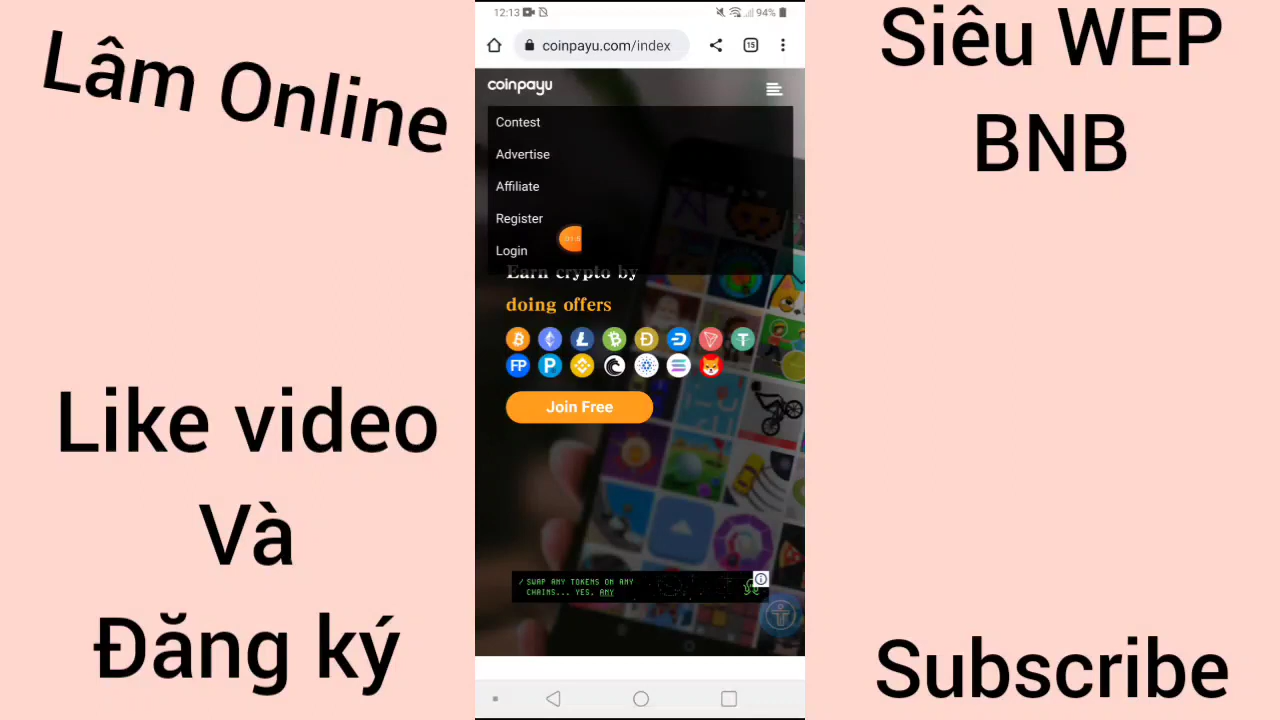 Lâm Online
Like video
Và
Đăng ký
12:13
94%
coinpayu.com/index
15
coinpayu
Contest
Advertise
Affiliate
Register
Login
Earn crypto by
doing offers
FP
Join Free
/ SWAP ANY TOKENS ON ANY
CHAINS... YES, ANY
Siêu WEP
BNB
Subscribe